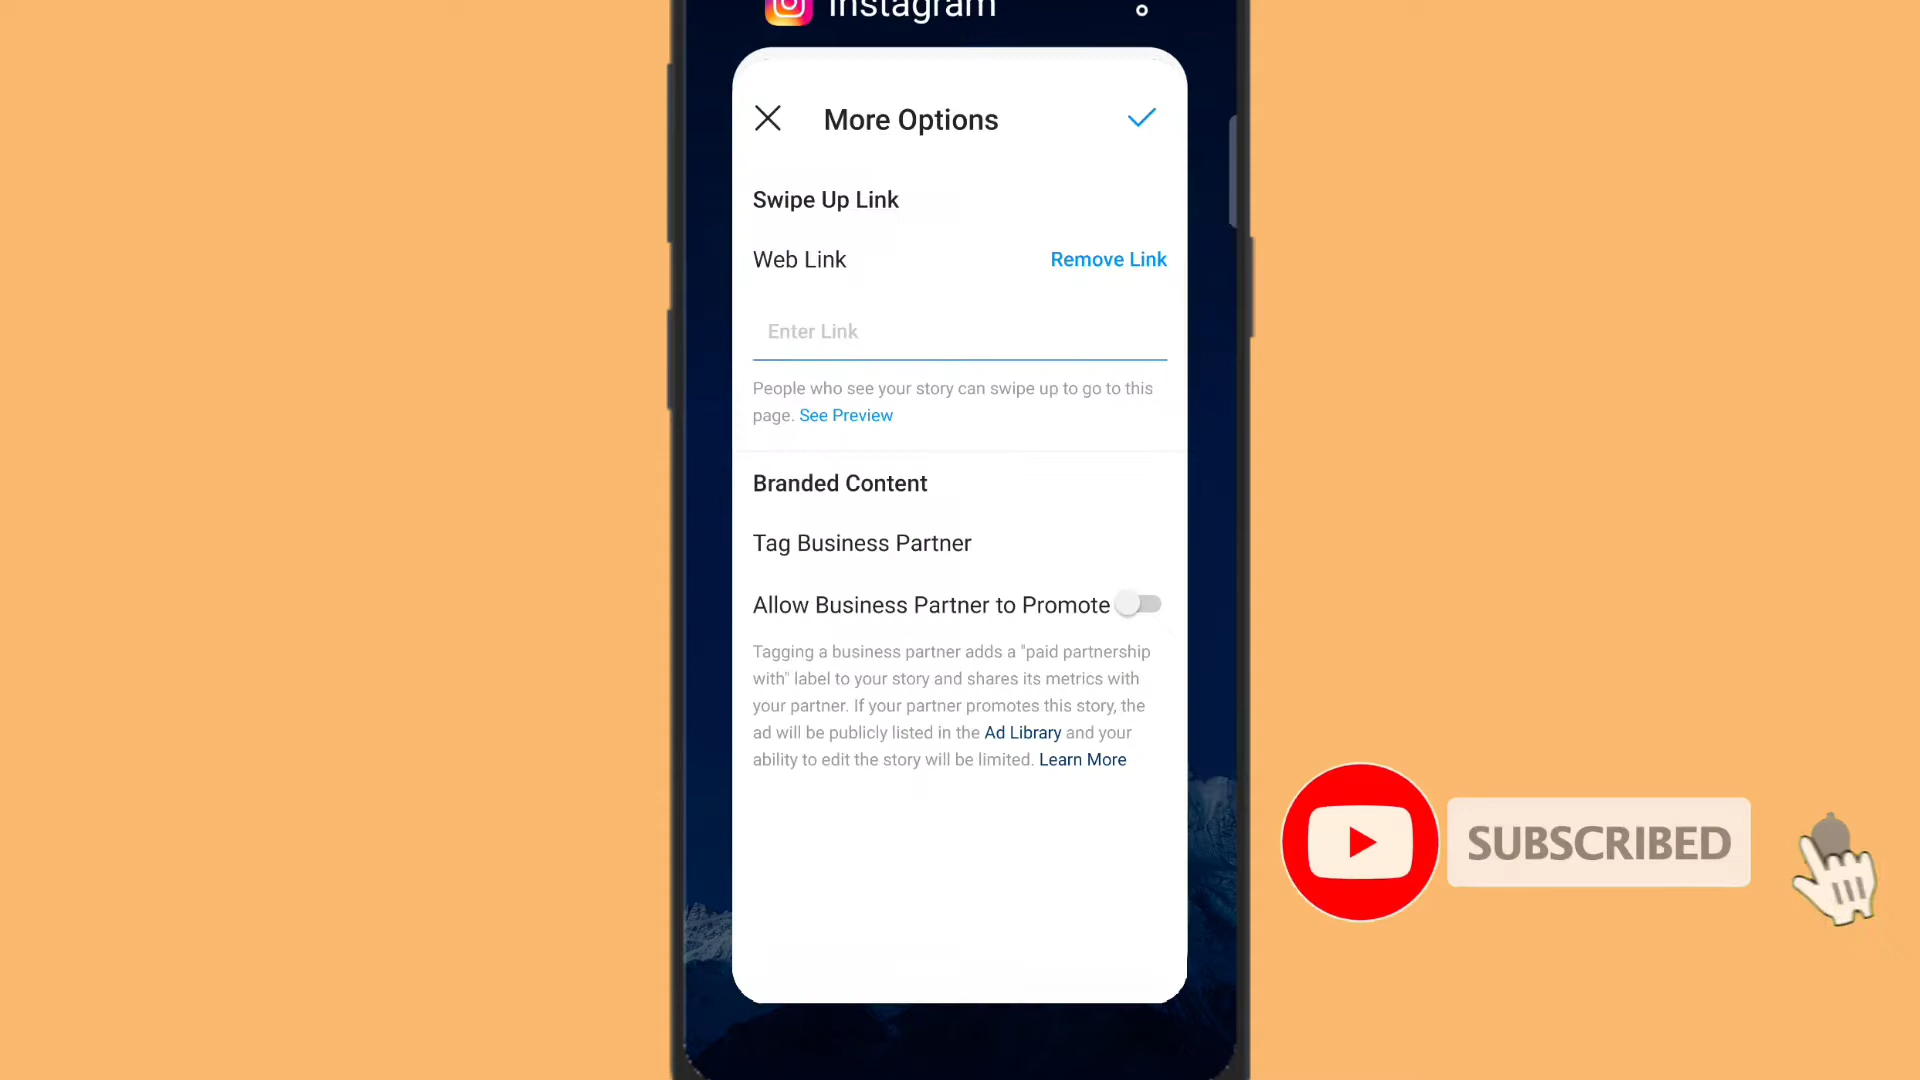 Instagram
More Options
Swipe Up Link
Web Link
Remove Link
Enter Link
People who see your story can swipe up to go to this
page. See Preview
Branded Content
Tag Business Partner
Allow Business Partner to Promote
Tagging a business partner adds a "paid partnership
with" label to your story and shares its metrics with
your partner. If your partner promotes this story, the
ad will be publicly listed in the Ad Library and your
ability to edit the story will be limited. Learn More
SUBSCRIBED